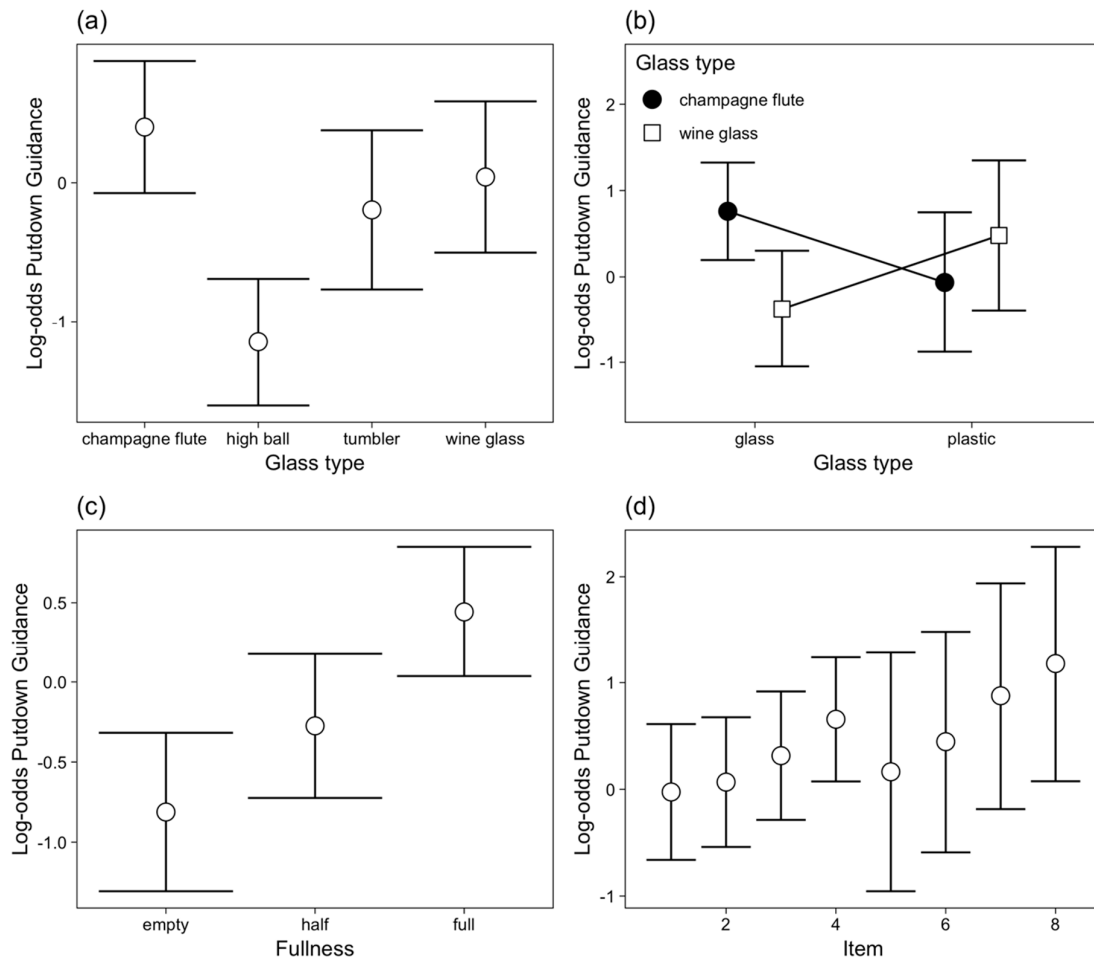 (a)
Log-odds Putdown Guidance
0
-1
champagne flute high ball tumbler wine glass
Glass type
(b)
Log-odds Putdown Guidance
Glass type
champagne flute
wine glass
2
1
0
-1
glass plastic
Glass type
(c)
Log-odds Putdown Guidance
0.5
0.0
-0.5
-1.0
empty half full
Fullness
(d)
Log-odds Putdown Guidance
2
1
0
-1
2 4 6 8
Item